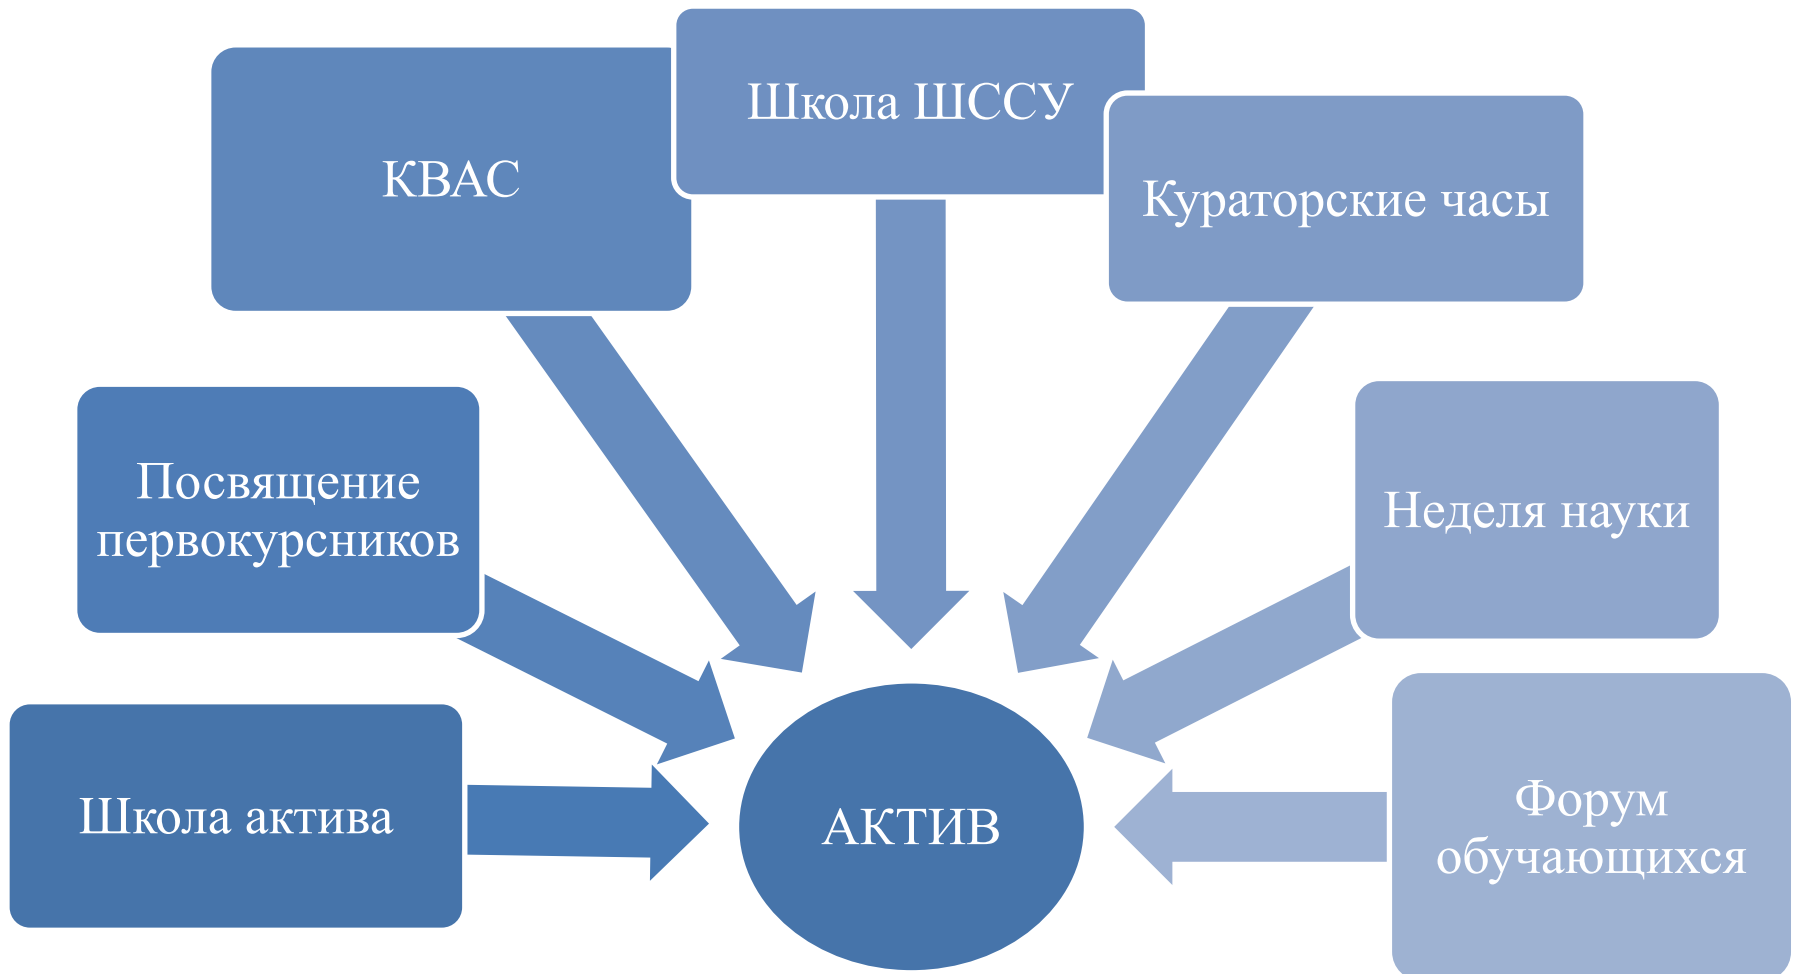 Школа ШССУ
КВАС
Кураторские часы
Посвящение
первокурсников
Неделя науки
Школа актива
АКТИВ
Форум
обучающихся